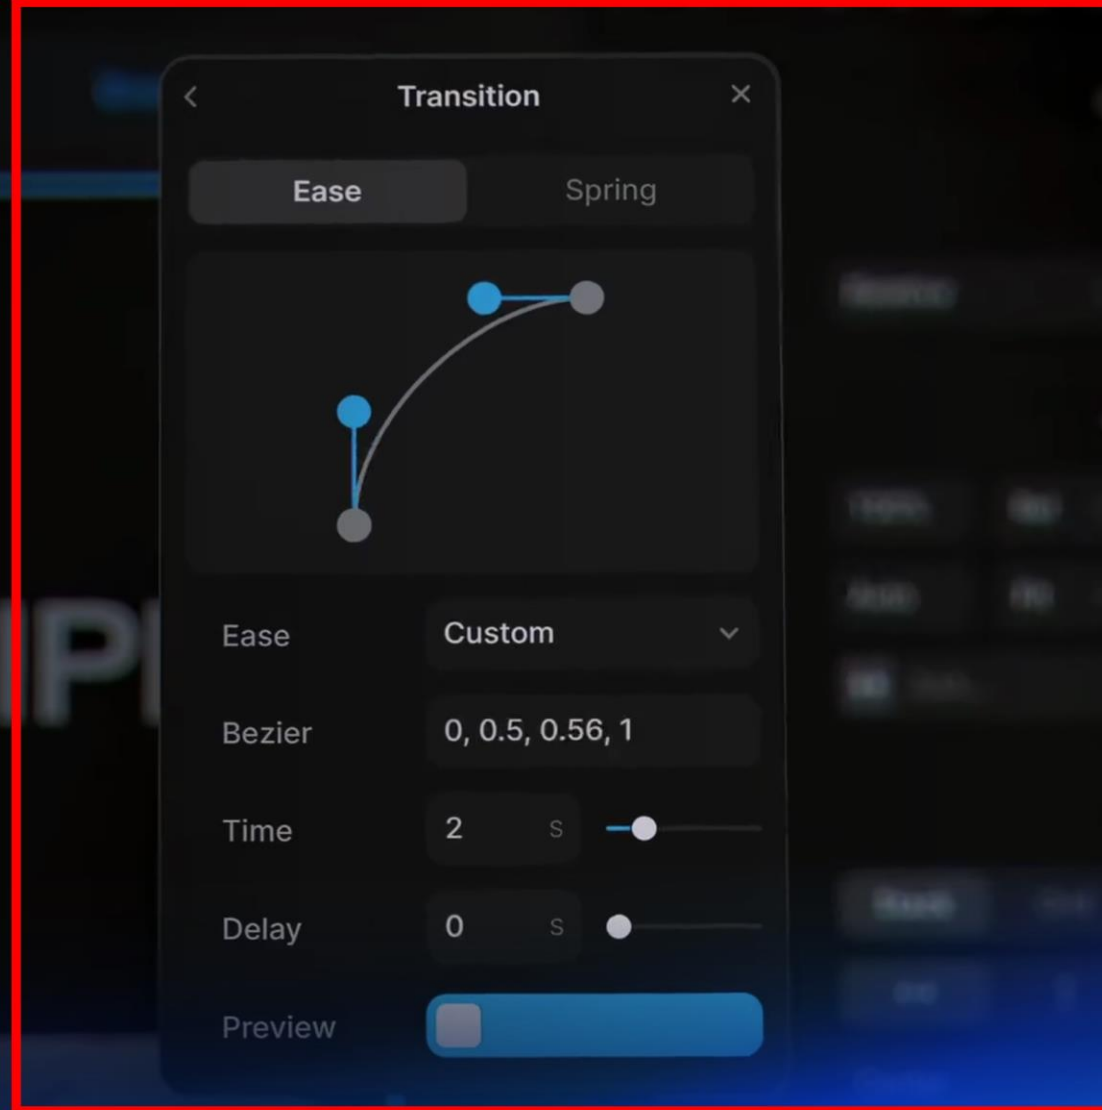 Transition
Ease
Spring
Ease Custom
Bezier 0, 0.5, 0.56, 1
Time 2 s
Delay 0 s
Preview